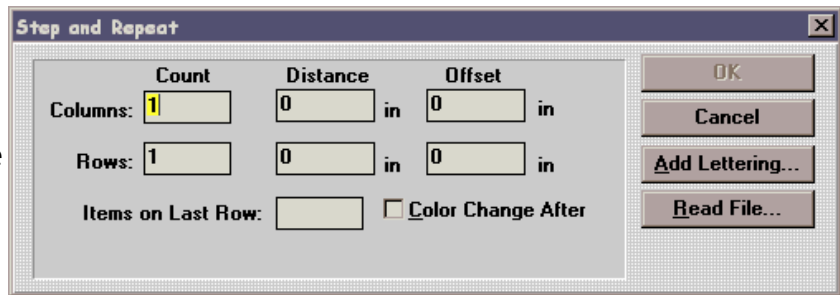 Step and Repeat
Count Distance Offset
OK
Columns: 1 0 in 0 in
Cancel
Rows: 1 0 in 0 in
Add Lettering...
Items on Last Row: Color Change After
Read File...